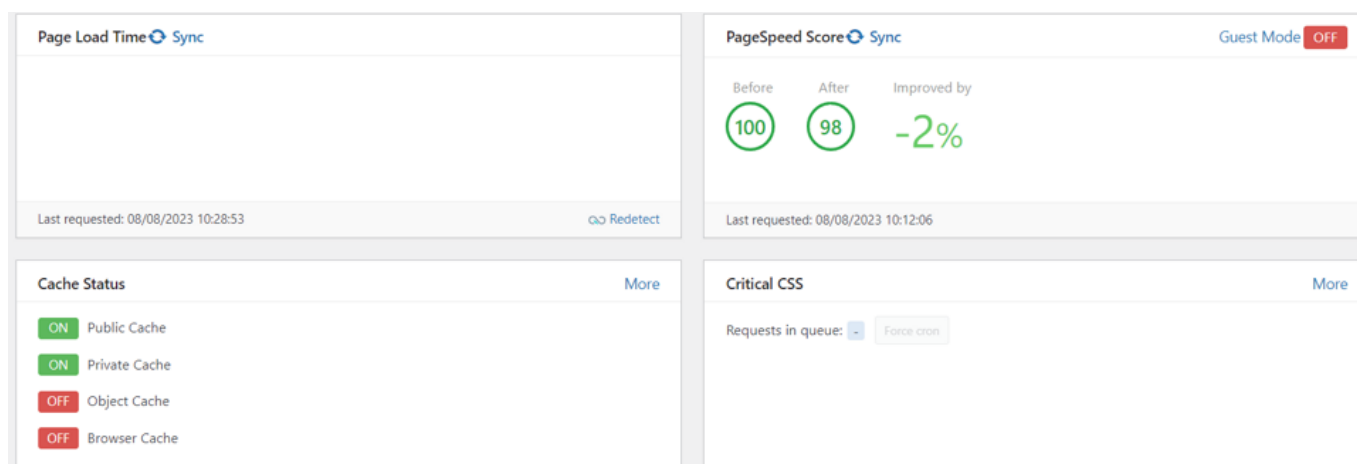 Page Load Time Sync
Last requested: 08/08/2023 10:28:53 Redetect
PageSpeed Score Sync Guest Mode OFF
Before After Improved by
100 98 -2%
Last requested: 08/08/2023 10:12:06
Cache Status More
ON Public Cache
ON Private Cache
OFF Object Cache
OFF Browser Cache
Critical CSS More
Requests in queue: - Force cron